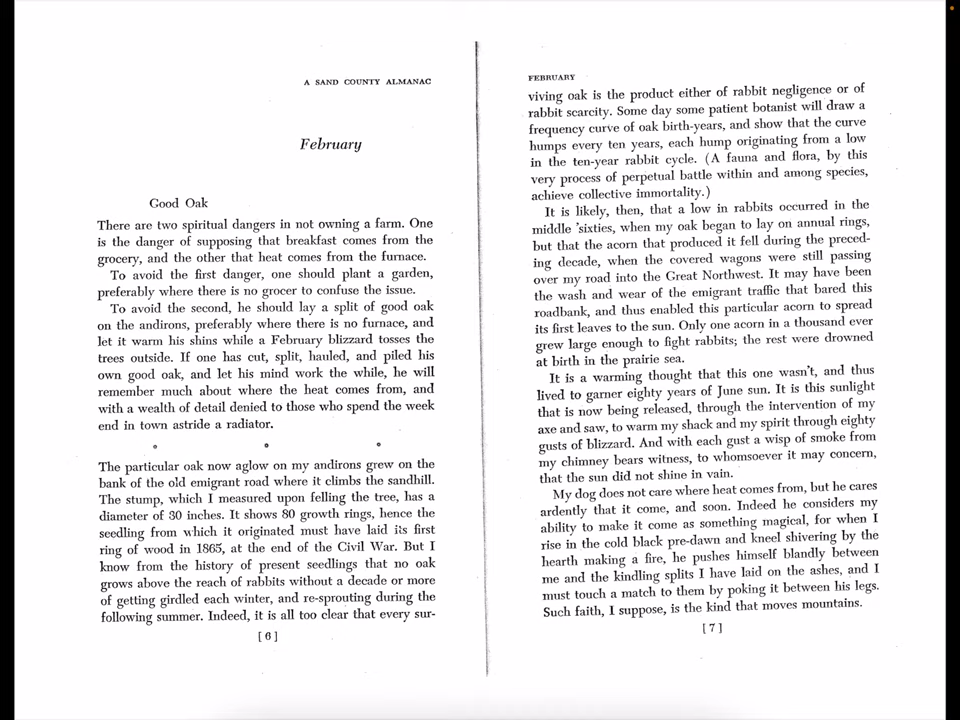 A SAND COUNTY ALMANAC
February
Good Oak
There are two spiritual dangers in not owning a farm. One
is the danger of supposing that breakfast comes from the
grocery, and the other that heat comes from the furnace.
To avoid the first danger, one should plant a garden,
preferably where there is no grocer to confuse the issue.
To avoid the second, he should lay a split of good oak
on the andirons, preferably where there is no furnace, and
let it warm his shins while a February blizzard tosses the
trees outside. If one has cut, split, hauled, and piled his
own good oak, and let his mind work the while, he will
remember much about where the heat comes from, and
with a wealth of detail denied to those who spend the week
end in town astride a radiator.
The particular oak now aglow on my andirons grew on the
bank of the old emigrant road where it climbs the sandhill.
The stump, which I measured upon felling the tree, has a
diameter of 30 inches. It shows 80 growth rings, hence the
seedling from which it originated must have laid its first
ring of wood in 1865, at the end of the Civil War. But I
know from the history of present seedlings that no oak
grows above the reach of rabbits without a decade or more
of getting girdled each winter, and re-sprouting during the
following summer. Indeed, it is all too clear that every sur-
[6]
FEBRUARY
viving oak is the product either of rabbit negligence or of
rabbit scarcity. Some day some patient botanist will draw a
frequency curve of oak birth-years, and show that the curve
humps every ten years, each hump originating from a low
in the ten-year rabbit cycle. (A fauna and flora, by this
very process of perpetual battle within and among species,
achieve collective immortality.)
It is likely, then, that a low in rabbits occurred in the
middle 'sixties, when my oak began to lay on annual rings,
but that the acorn that produced it fell during the preced-
ing decade, when the covered wagons were still passing
over my road into the Great Northwest. It may have been
the wash and wear of the emigrant traffic that bared this
roadbank, and thus enabled this particular acorn to spread
its first leaves to the sun. Only one acorn in a thousand ever
grew large enough to fight rabbits; the rest were drowned
at birth in the prairie sea.
It is a warming thought that this one wasn't, and thus
lived to garner eighty years of June sun. It is this sunlight
that is now being released, through the intervention of my
axe and saw, to warm my shack and my spirit through eighty
gusts of blizzard. And with each gust a wisp of smoke from
my chimney bears witness, to whomsoever it may concern,
that the sun did not shine in vain.
My dog does not care where heat comes from, but he cares
ardently that it come, and soon. Indeed he considers my
ability to make it come as something magical, for when I
rise in the cold black pre-dawn and kneel shivering by the
hearth making a fire, he pushes himself blandly between
me and the kindling splits I have laid on the ashes, and I
must touch a match to them by poking it between his legs.
Such faith, I suppose, is the kind that moves mountains.
[7]